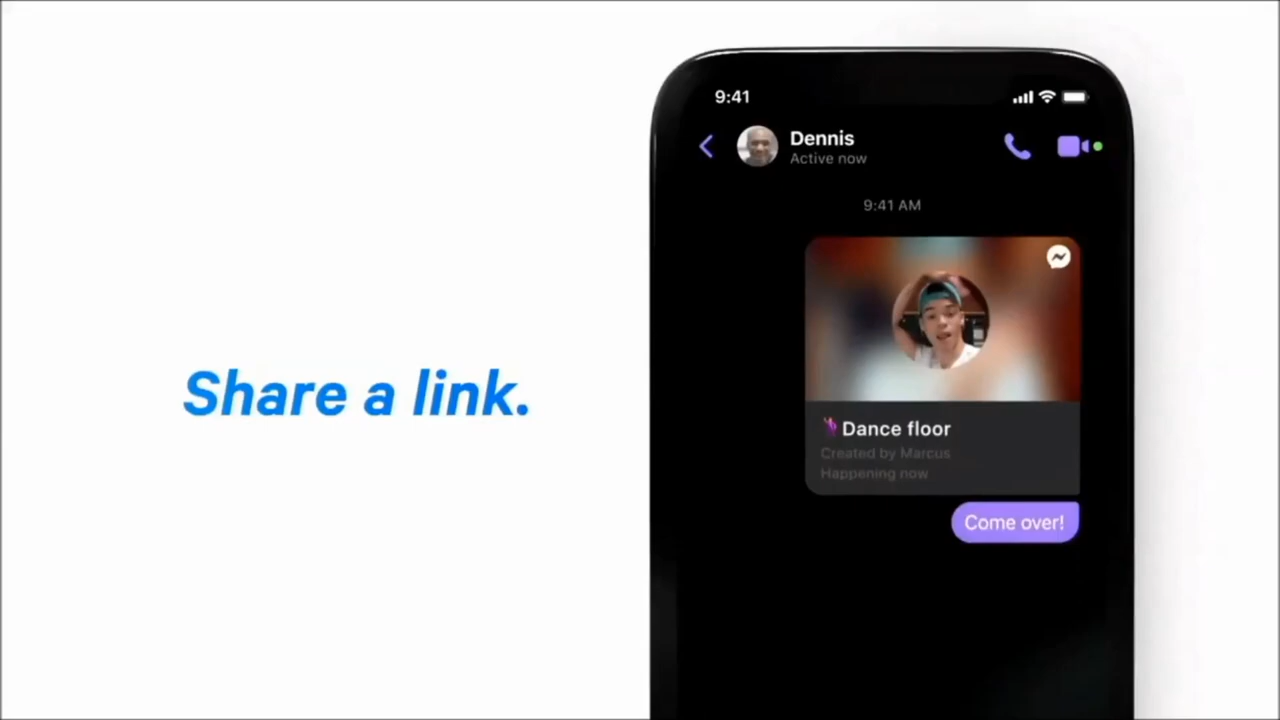 Share a link.
9:41
Dennis
Active now
9:41 AM
Dance floor
Created by Marcus
Happening now
Come over!